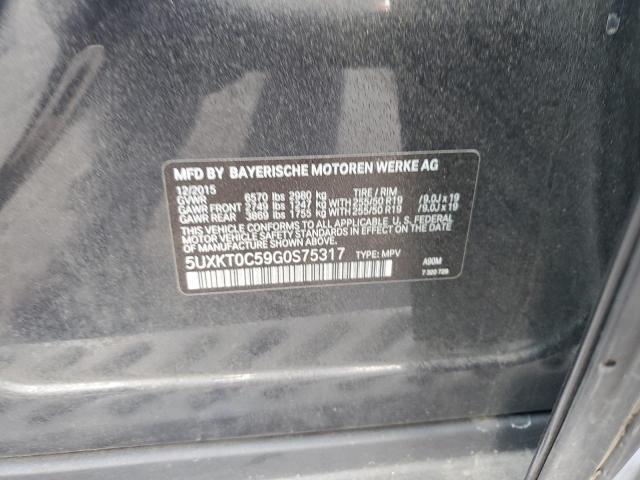 MFD BY BAYERISCHE MOTOREN WERKE AG
12/2015
GVWR 6570 lbs 2980 kg TIRE / RIM
GAWR FRONT 2749 lbs 1247 kg WITH 255/50 R19 /9.0J x 19
GAWR REAR 3869 lbs 1755 kg WITH 255/50 R19 /9.0J x 19
THIS VEHICLE CONFORMS TO ALL APPLICABLE U.S. FEDERAL
MOTOR VEHICLE SAFETY STANDARDS IN EFFECT ON THE
DATE OF MANUFACTURE SHOWN ABOVE.
5UXKT0C59G0S75317 TYPE: MPV A90M
7 320 729